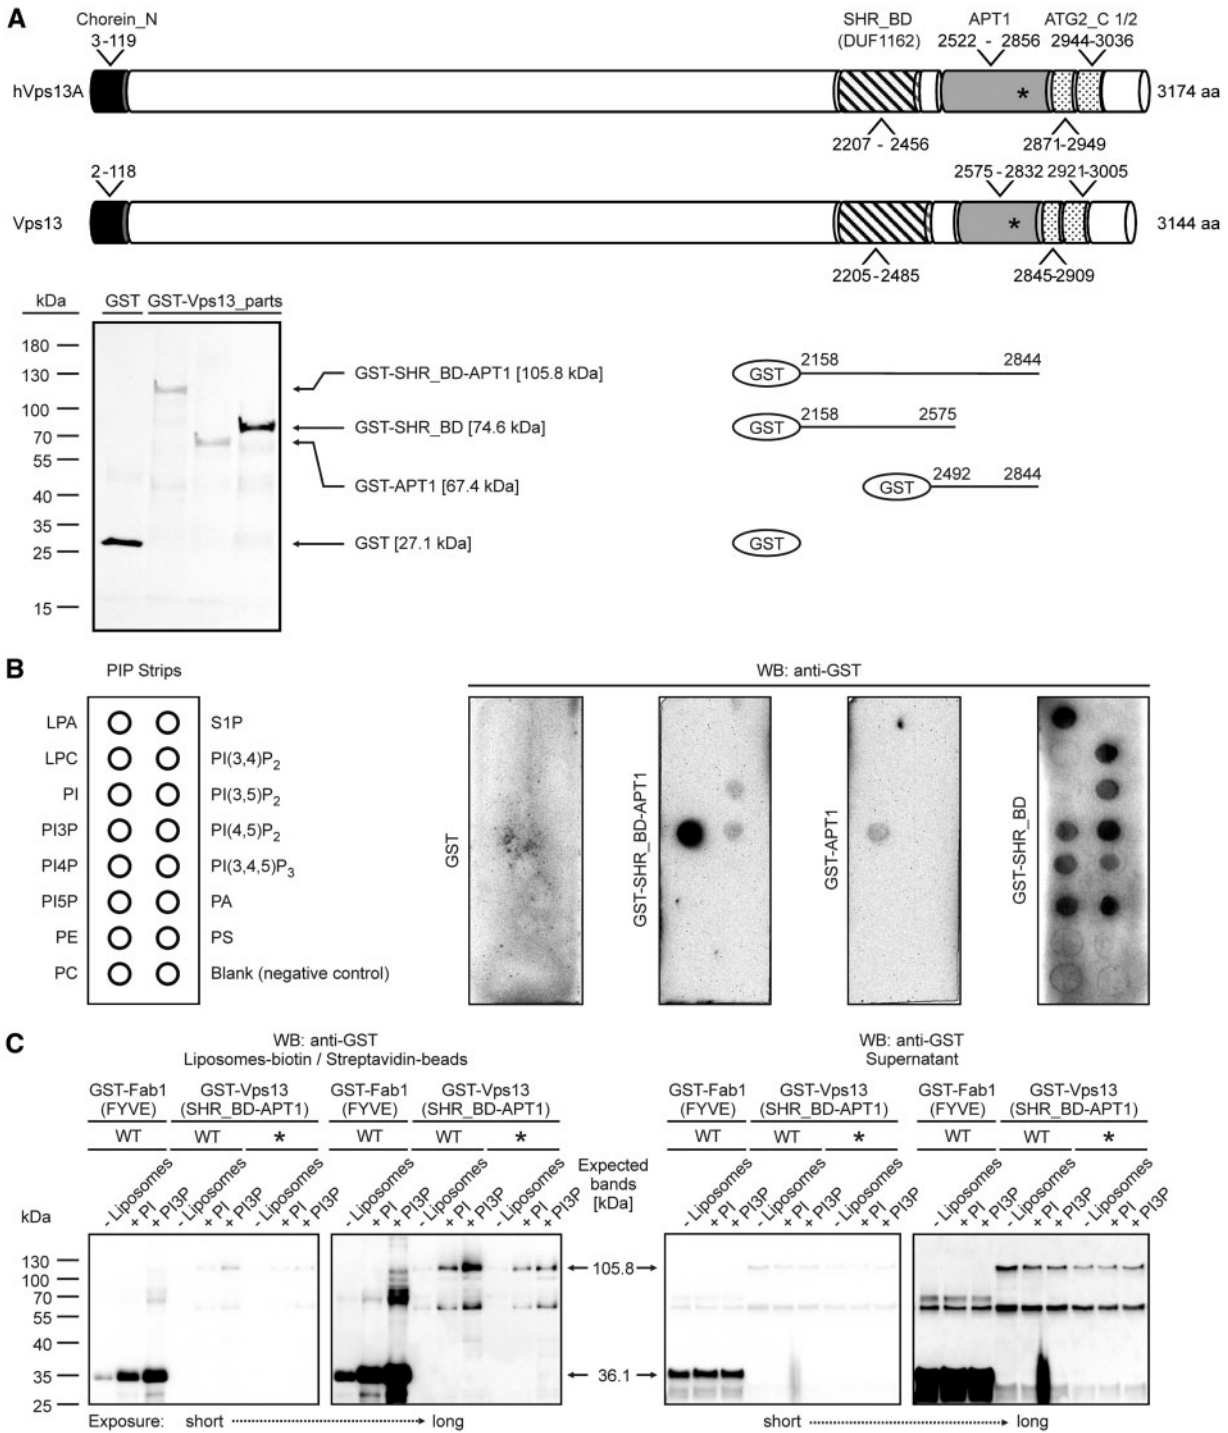 A
Chorein_N
3-119
SHR_BD
(DUF1162)
APT1
2522 - 2856
ATG2_C 1/2
2944-3036
hVps13A
*
3174 aa
2207 - 2456
2871-2949
2-118
2575-2832
2921-3005
Vps13
*
3144 aa
2205-2485
2845-2909
kDa
GST
GST-Vps13_parts
180
130
100
70
55
40
35
25
15
GST-SHR_BD-APT1 [105.8 kDa]
GST-SHR_BD [74.6 kDa]
GST-APT1 [67.4 kDa]
GST [27.1 kDa]
GST 2158 2844
GST 2158 2575
GST 2492 2844
GST
B
PIP Strips
WB: anti-GST
LPA S1P
LPC PI(3,4)P2
PI PI(3,5)P2
PI3P PI(4,5)P2
PI4P PI(3,4,5)P3
PI5P PA
PE PS
PC Blank (negative control)
GST
GST-SHR_BD-APT1
GST-APT1
GST-SHR_BD
C
WB: anti-GST
Liposomes-biotin / Streptavidin-beads
WB: anti-GST
Supernatant
GST-Fab1
(FYVE)
GST-Vps13
(SHR_BD-APT1)
GST-Fab1
(FYVE)
GST-Vps13
(SHR_BD-APT1)
GST-Fab1
(FYVE)
GST-Vps13
(SHR_BD-APT1)
GST-Fab1
(FYVE)
GST-Vps13
(SHR_BD-APT1)
WT WT * WT WT * WT WT * WT WT *
- Liposomes
+ PI
+ PI3P
- Liposomes
+ PI
+ PI3P
- Liposomes
+ PI
+ PI3P
- Liposomes
+ PI
+ PI3P
- Liposomes
+ PI
+ PI3P
- Liposomes
+ PI
+ PI3P
Expected
bands
[kDa]
- Liposomes
+ PI
+ PI3P
- Liposomes
+ PI
+ PI3P
- Liposomes
+ PI
+ PI3P
- Liposomes
+ PI
+ PI3P
- Liposomes
+ PI
+ PI3P
- Liposomes
+ PI
+ PI3P
kDa
130
100
70
55
40
35
25
105.8
36.1
Exposure: short long
short long